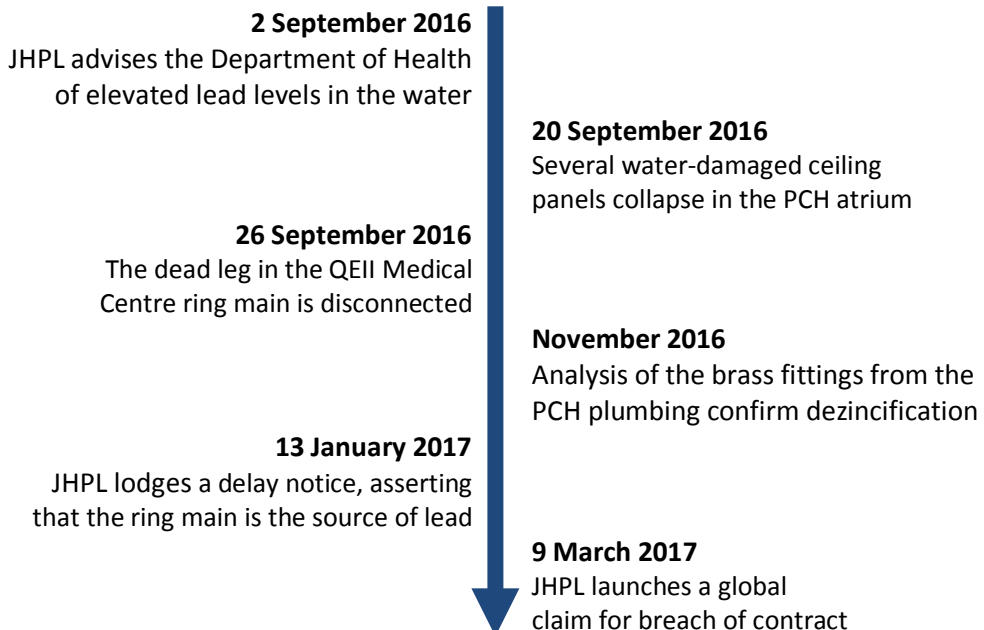 2 September 2016
JHPL advises the Department of Health
of elevated lead levels in the water
20 September 2016
Several water-damaged ceiling
panels collapse in the PCH atrium
26 September 2016
The dead leg in the QEII Medical
Centre ring main is disconnected
November 2016
Analysis of the brass fittings from the
PCH plumbing confirm dezincification
13 January 2017
JHPL lodges a delay notice, asserting
that the ring main is the source of lead
9 March 2017
JHPL launches a global
claim for breach of contract